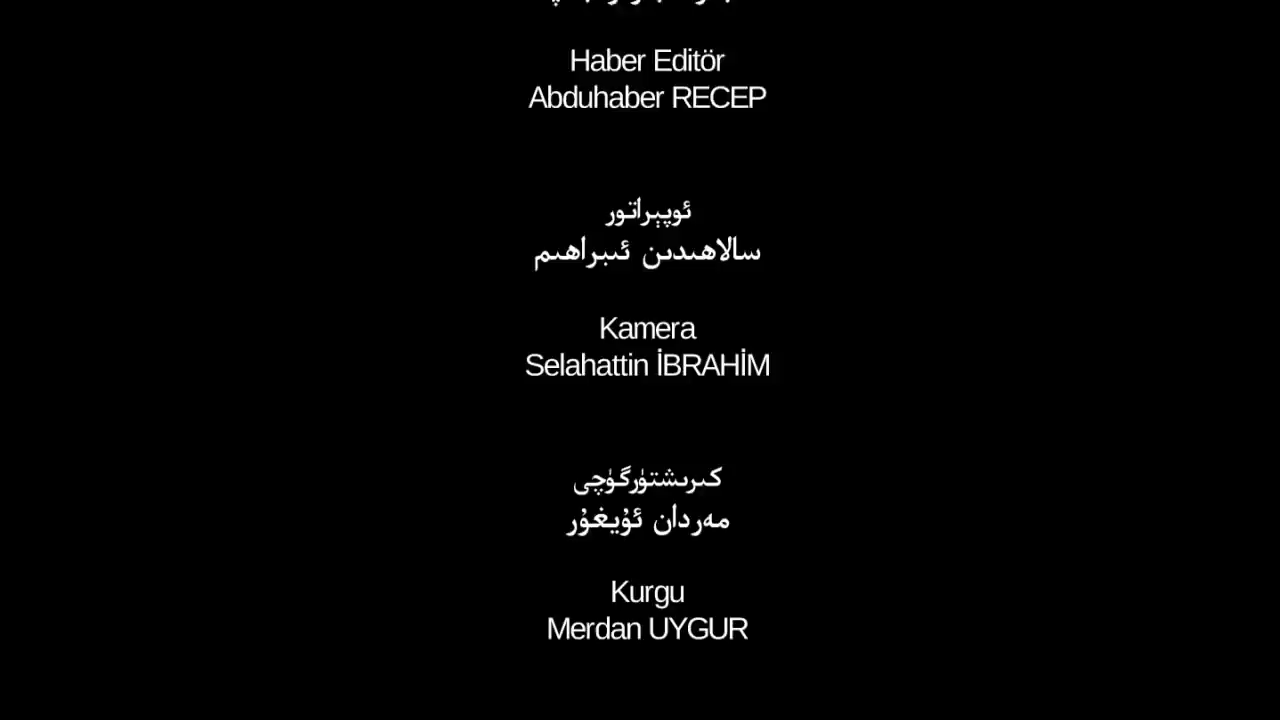 Haber Editör
Abduhaber RECEP
ئوپېراتور
سالاھىدىن ئىبراھىم
Kamera
Selahattin İBRAHİM
كىرىشتۈرگۈچى
مەردان ئۇيغۇر
Kurgu
Merdan UYGUR